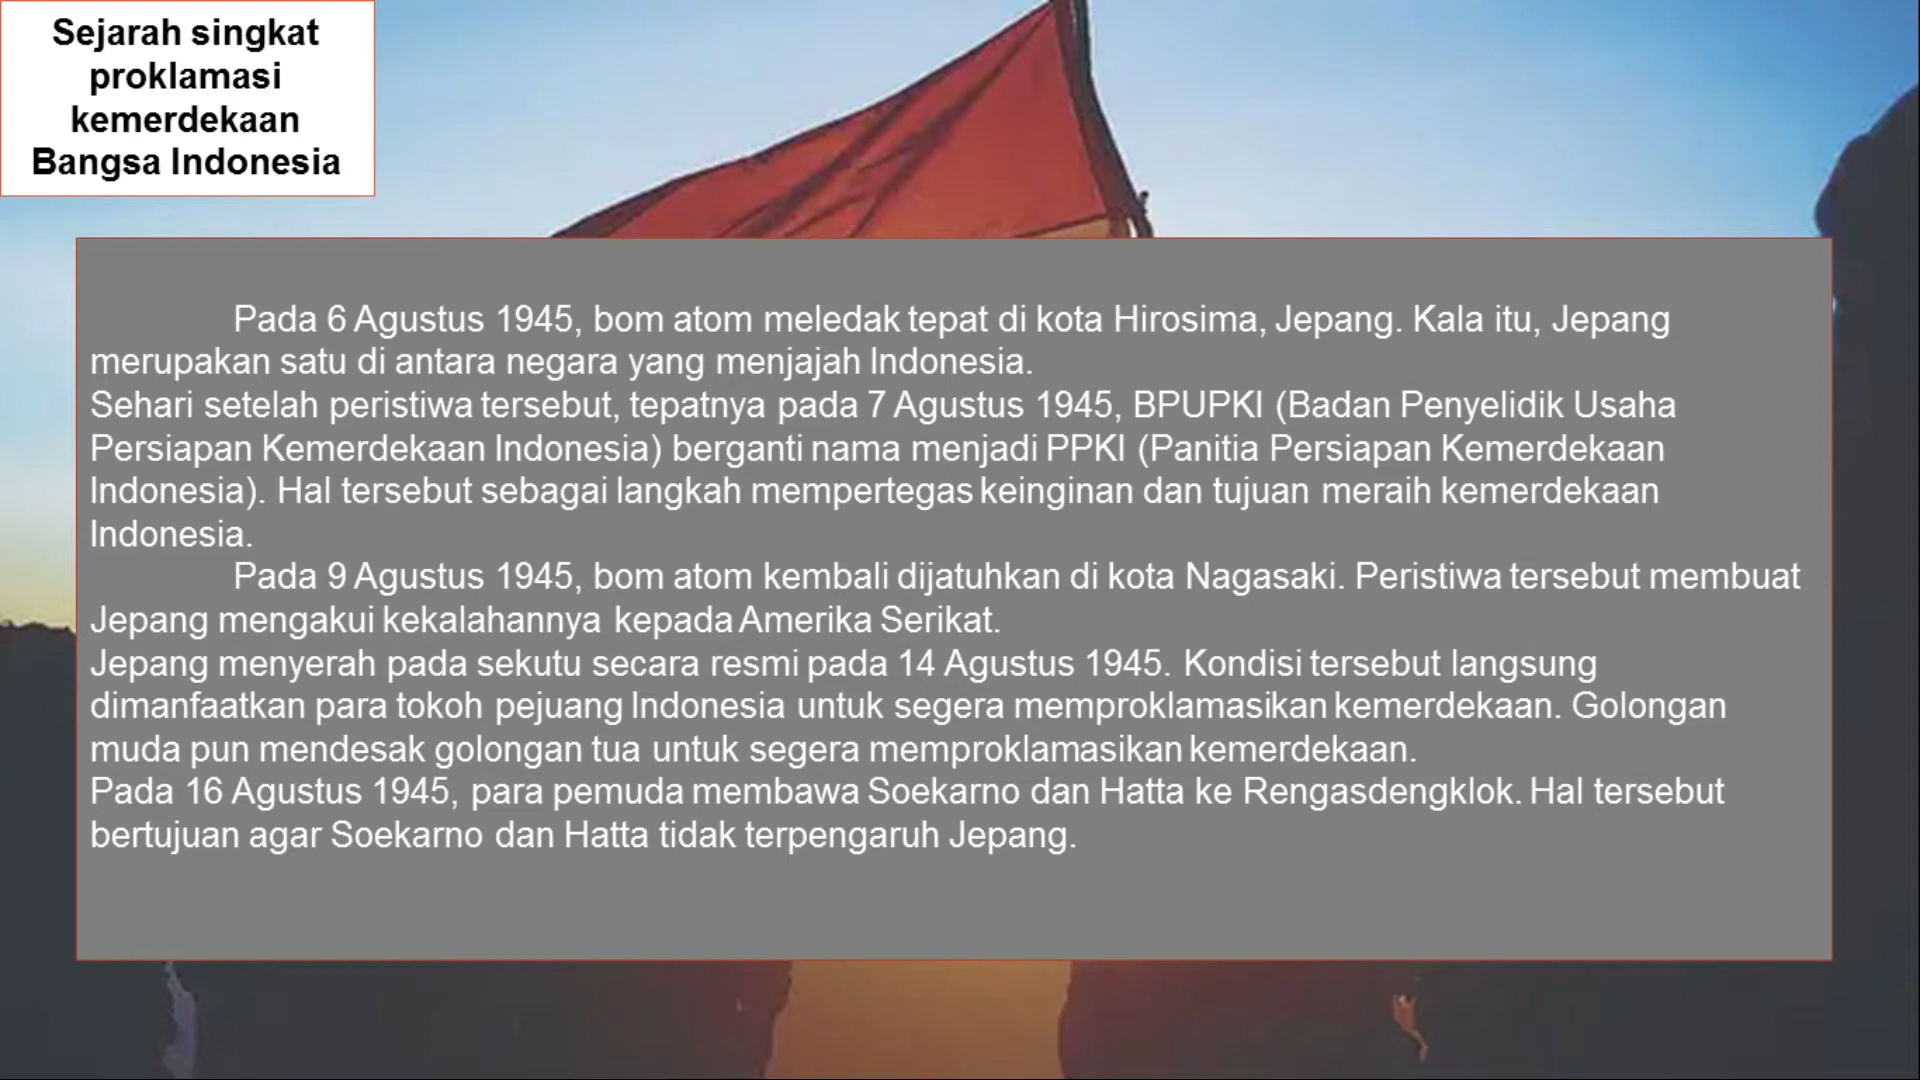 Sejarah singkat
proklamasi
kemerdekaan
Bangsa Indonesia
Pada 6 Agustus 1945, bom atom meledak tepat di kota Hirosima, Jepang. Kala itu, Jepang
merupakan satu di antara negara yang menjajah Indonesia.
Sehari setelah peristiwa tersebut, tepatnya pada 7 Agustus 1945, BPUPKI (Badan Penyelidik Usaha
Persiapan Kemerdekaan Indonesia) berganti nama menjadi PPKI (Panitia Persiapan Kemerdekaan
Indonesia). Hal tersebut sebagai langkah mempertegas keinginan dan tujuan meraih kemerdekaan
Indonesia.
Pada 9 Agustus 1945, bom atom kembali dijatuhkan di kota Nagasaki. Peristiwa tersebut membuat
Jepang mengakui kekalahannya kepada Amerika Serikat.
Jepang menyerah pada sekutu secara resmi pada 14 Agustus 1945. Kondisi tersebut langsung
dimanfaatkan para tokoh pejuang Indonesia untuk segera memproklamasikan kemerdekaan. Golongan
muda pun mendesak golongan tua untuk segera memproklamasikan kemerdekaan.
Pada 16 Agustus 1945, para pemuda membawa Soekarno dan Hatta ke Rengasdengklok. Hal tersebut
bertujuan agar Soekarno dan Hatta tidak terpengaruh Jepang.